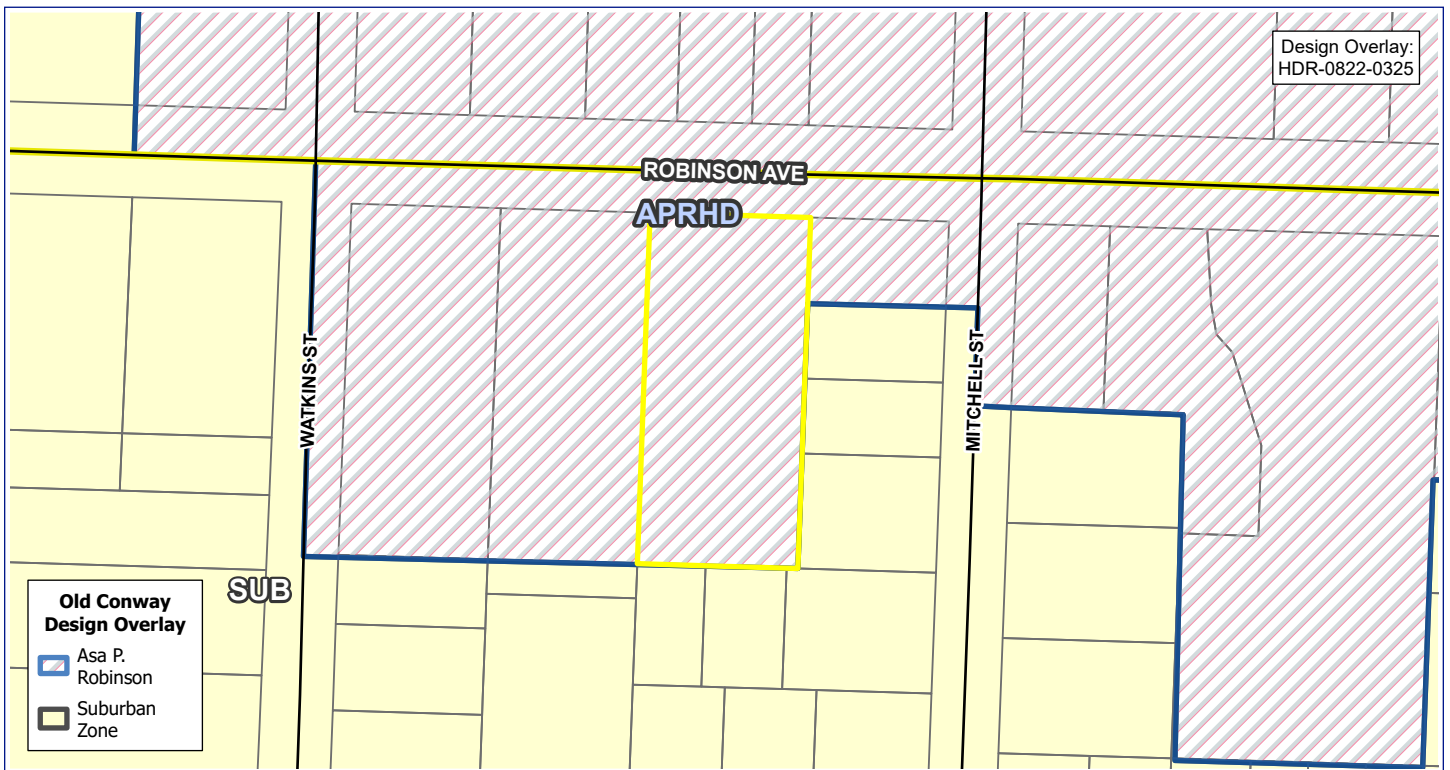 Design Overlay:
HDR-0822-0325
ROBINSON AVE
APRHD
WATKINS ST
MITCHELL ST
SUB
Old Conway
Design Overlay
Asa P.
Robinson
Suburban
Zone